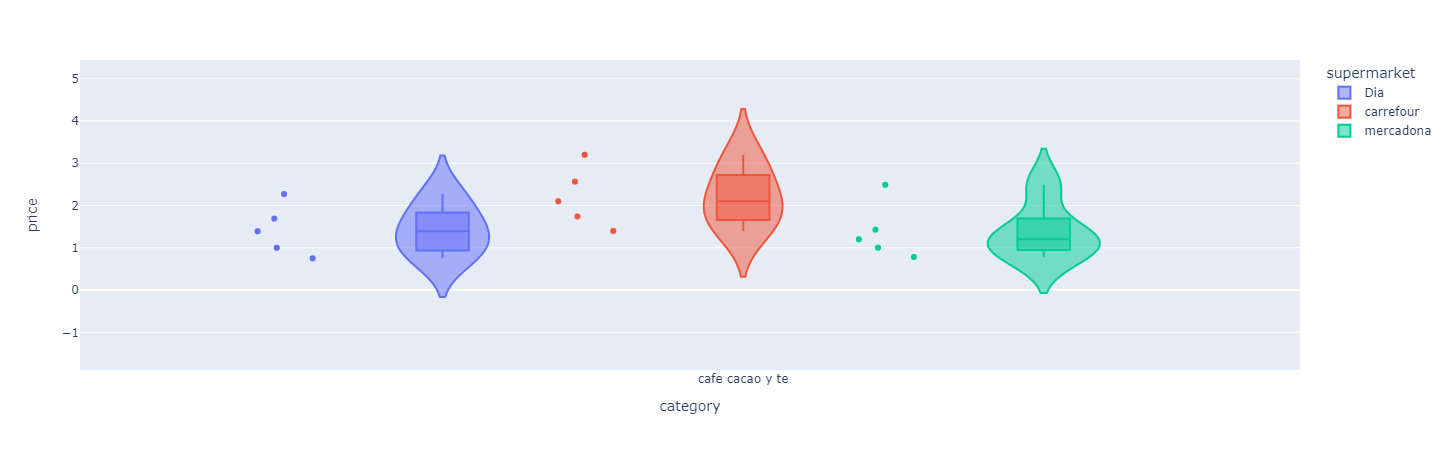 supermarket
Dia
carrefour
mercadona
price
5
4
3
2
1
0
−1
cafe cacao y te
category